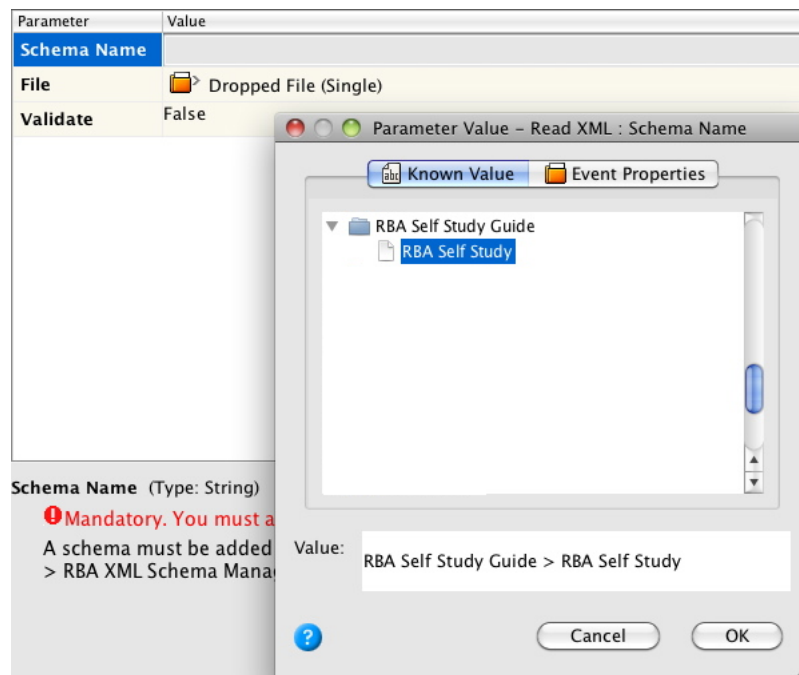 Parameter Value
Schema Name
File Dropped File (Single)
Validate False
Parameter Value – Read XML : Schema Name
abc Known Value Event Properties
RBA Self Study Guide
RBA Self Study
Schema Name (Type: String)
Mandatory. You must a
A schema must be added
> RBA XML Schema Mana
Value: RBA Self Study Guide > RBA Self Study
? Cancel OK